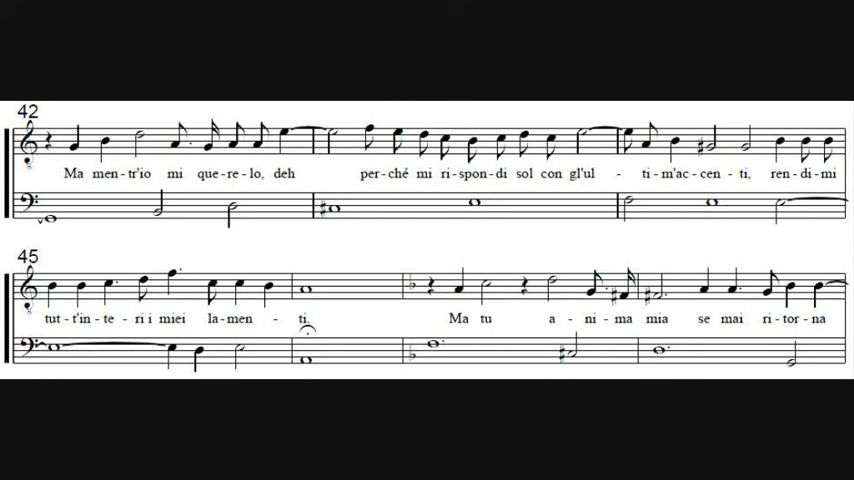 42
Ma men-tr'io mi que-re-lo, deh perché mi ri-spon-di sol con gl'ul-ti-m'ac-cen-ti, ren-di-mi
45
tut-t'in-te-ri i miei la-men-ti. Ma tu a-ni-ma mia se mai ri-tor-na